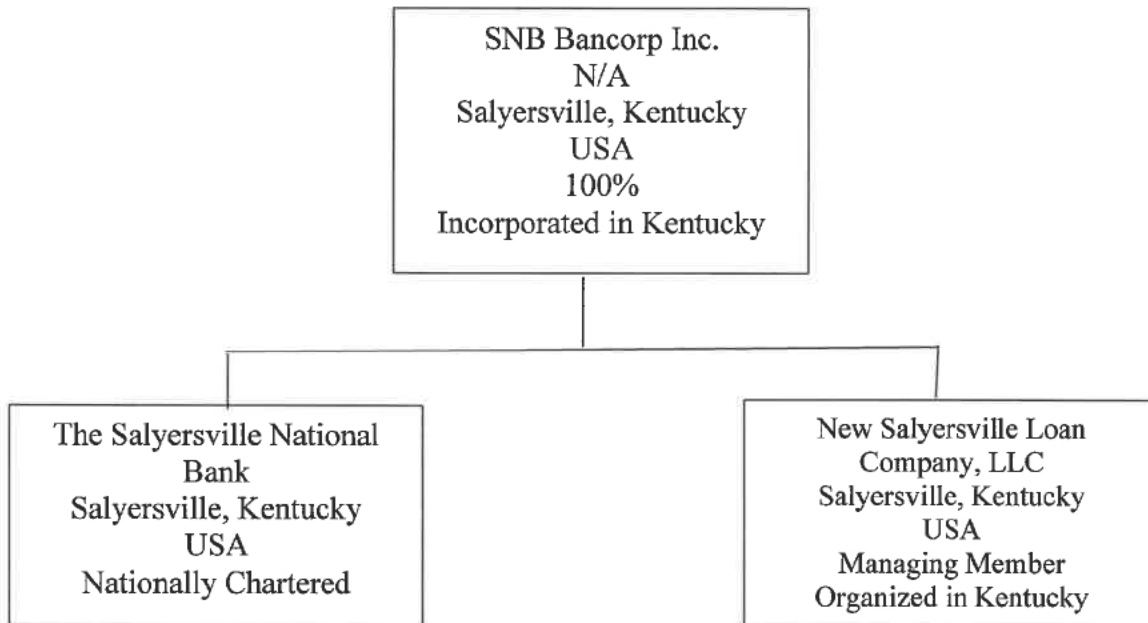 SNB Bancorp Inc.
N/A
Salyersville, Kentucky
USA
100%
Incorporated in Kentucky
The Salyersville National
Bank
Salyersville, Kentucky
USA
Nationally Chartered
New Salyersville Loan
Company, LLC
Salyersville, Kentucky
USA
Managing Member
Organized in Kentucky